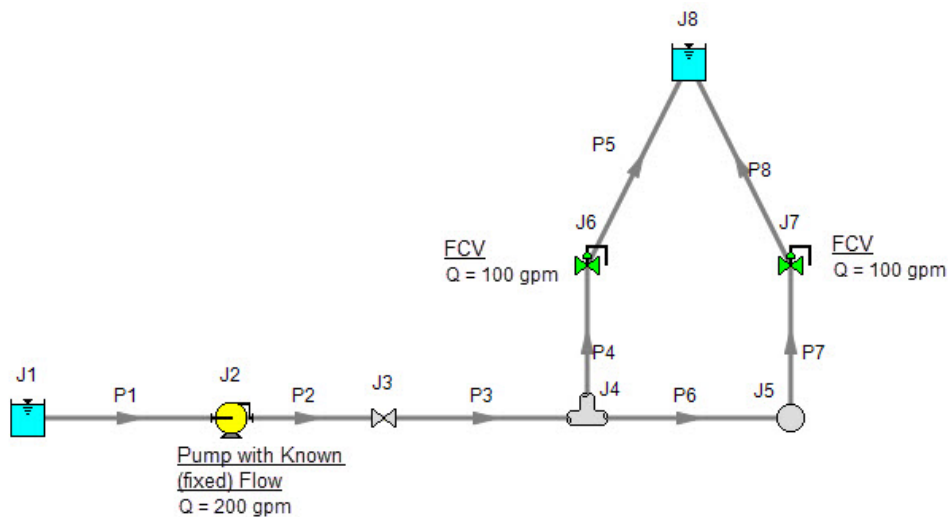 J8
P5
P8
J6
J7
FCV
Q = 100 gpm
FCV
Q = 100 gpm
P4
P7
J1
P1
J2
P2
J3
P3
J4
P6
J5
Pump with Known
(fixed) Flow
Q = 200 gpm